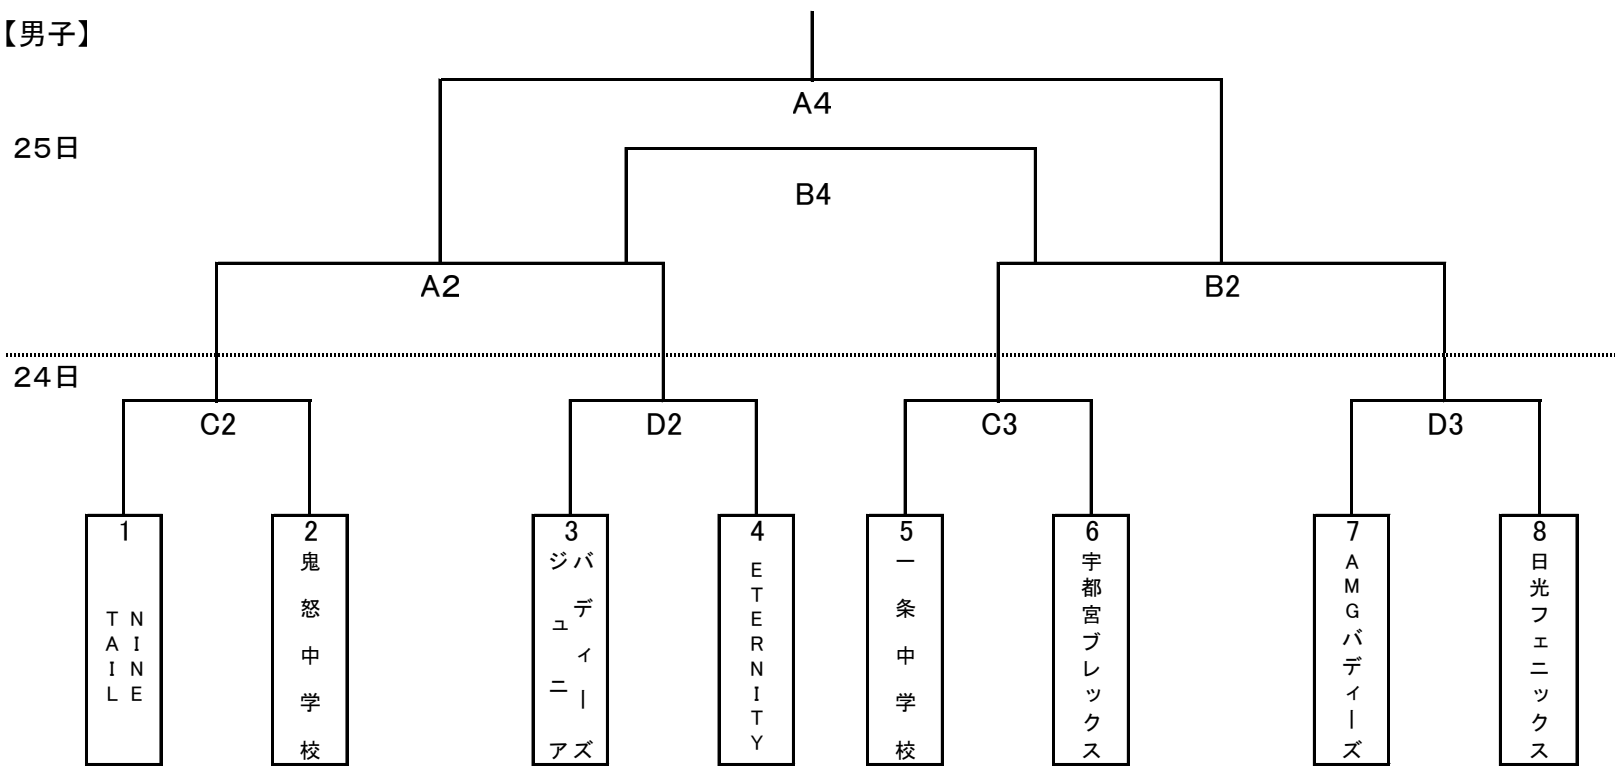 【男子】
A4
25日
B4
A2
B2
24日
C2
D2
C3
D3
1
NINE
TAIL
2
鬼怒中学校
3
バディーズ
ジュニア
4
ETERNITY
5
一条中学校
6
宇都宮ブレックス
7
AMGバディーズ
8
日光フェニックス